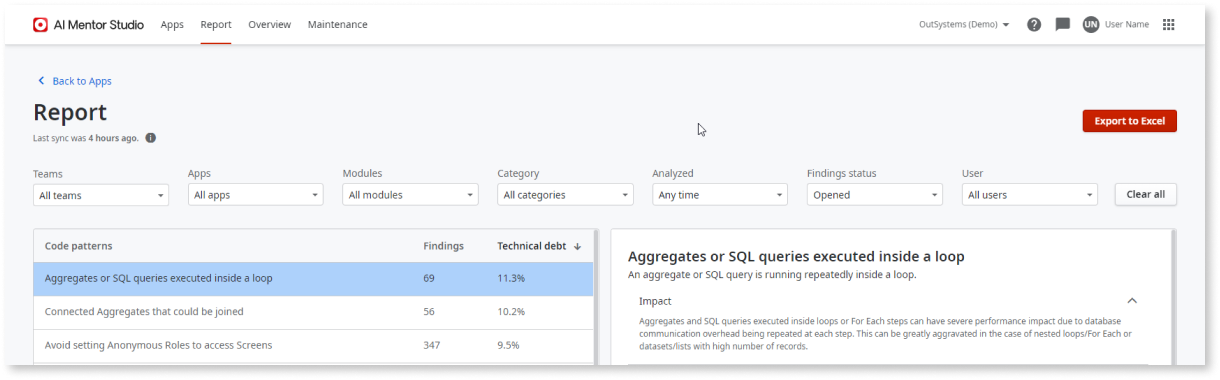 AI Mentor Studio Apps Report Overview Maintenance OutSystems (Demo) ? UN User Name
Back to Apps
Report
Last sync was 4 hours ago. i
Export to Excel
Teams Apps Modules Category Analyzed Findings status User
All teams All apps All modules All categories Any time Opened All users Clear all
Code patterns Findings Technical debt
Aggregates or SQL queries executed inside a loop 69 11.3%
Connected Aggregates that could be joined 56 10.2%
Avoid setting Anonymous Roles to access Screens 347 9.5%
Aggregates or SQL queries executed inside a loop
An aggregate or SQL query is running repeatedly inside a loop.
Impact
Aggregates and SQL queries executed inside loops or For Each steps can have severe performance impact due to database
communication overhead being repeated at each step. This can be greatly aggravated in the case of nested loops/For Each or
datasets/lists with high number of records.